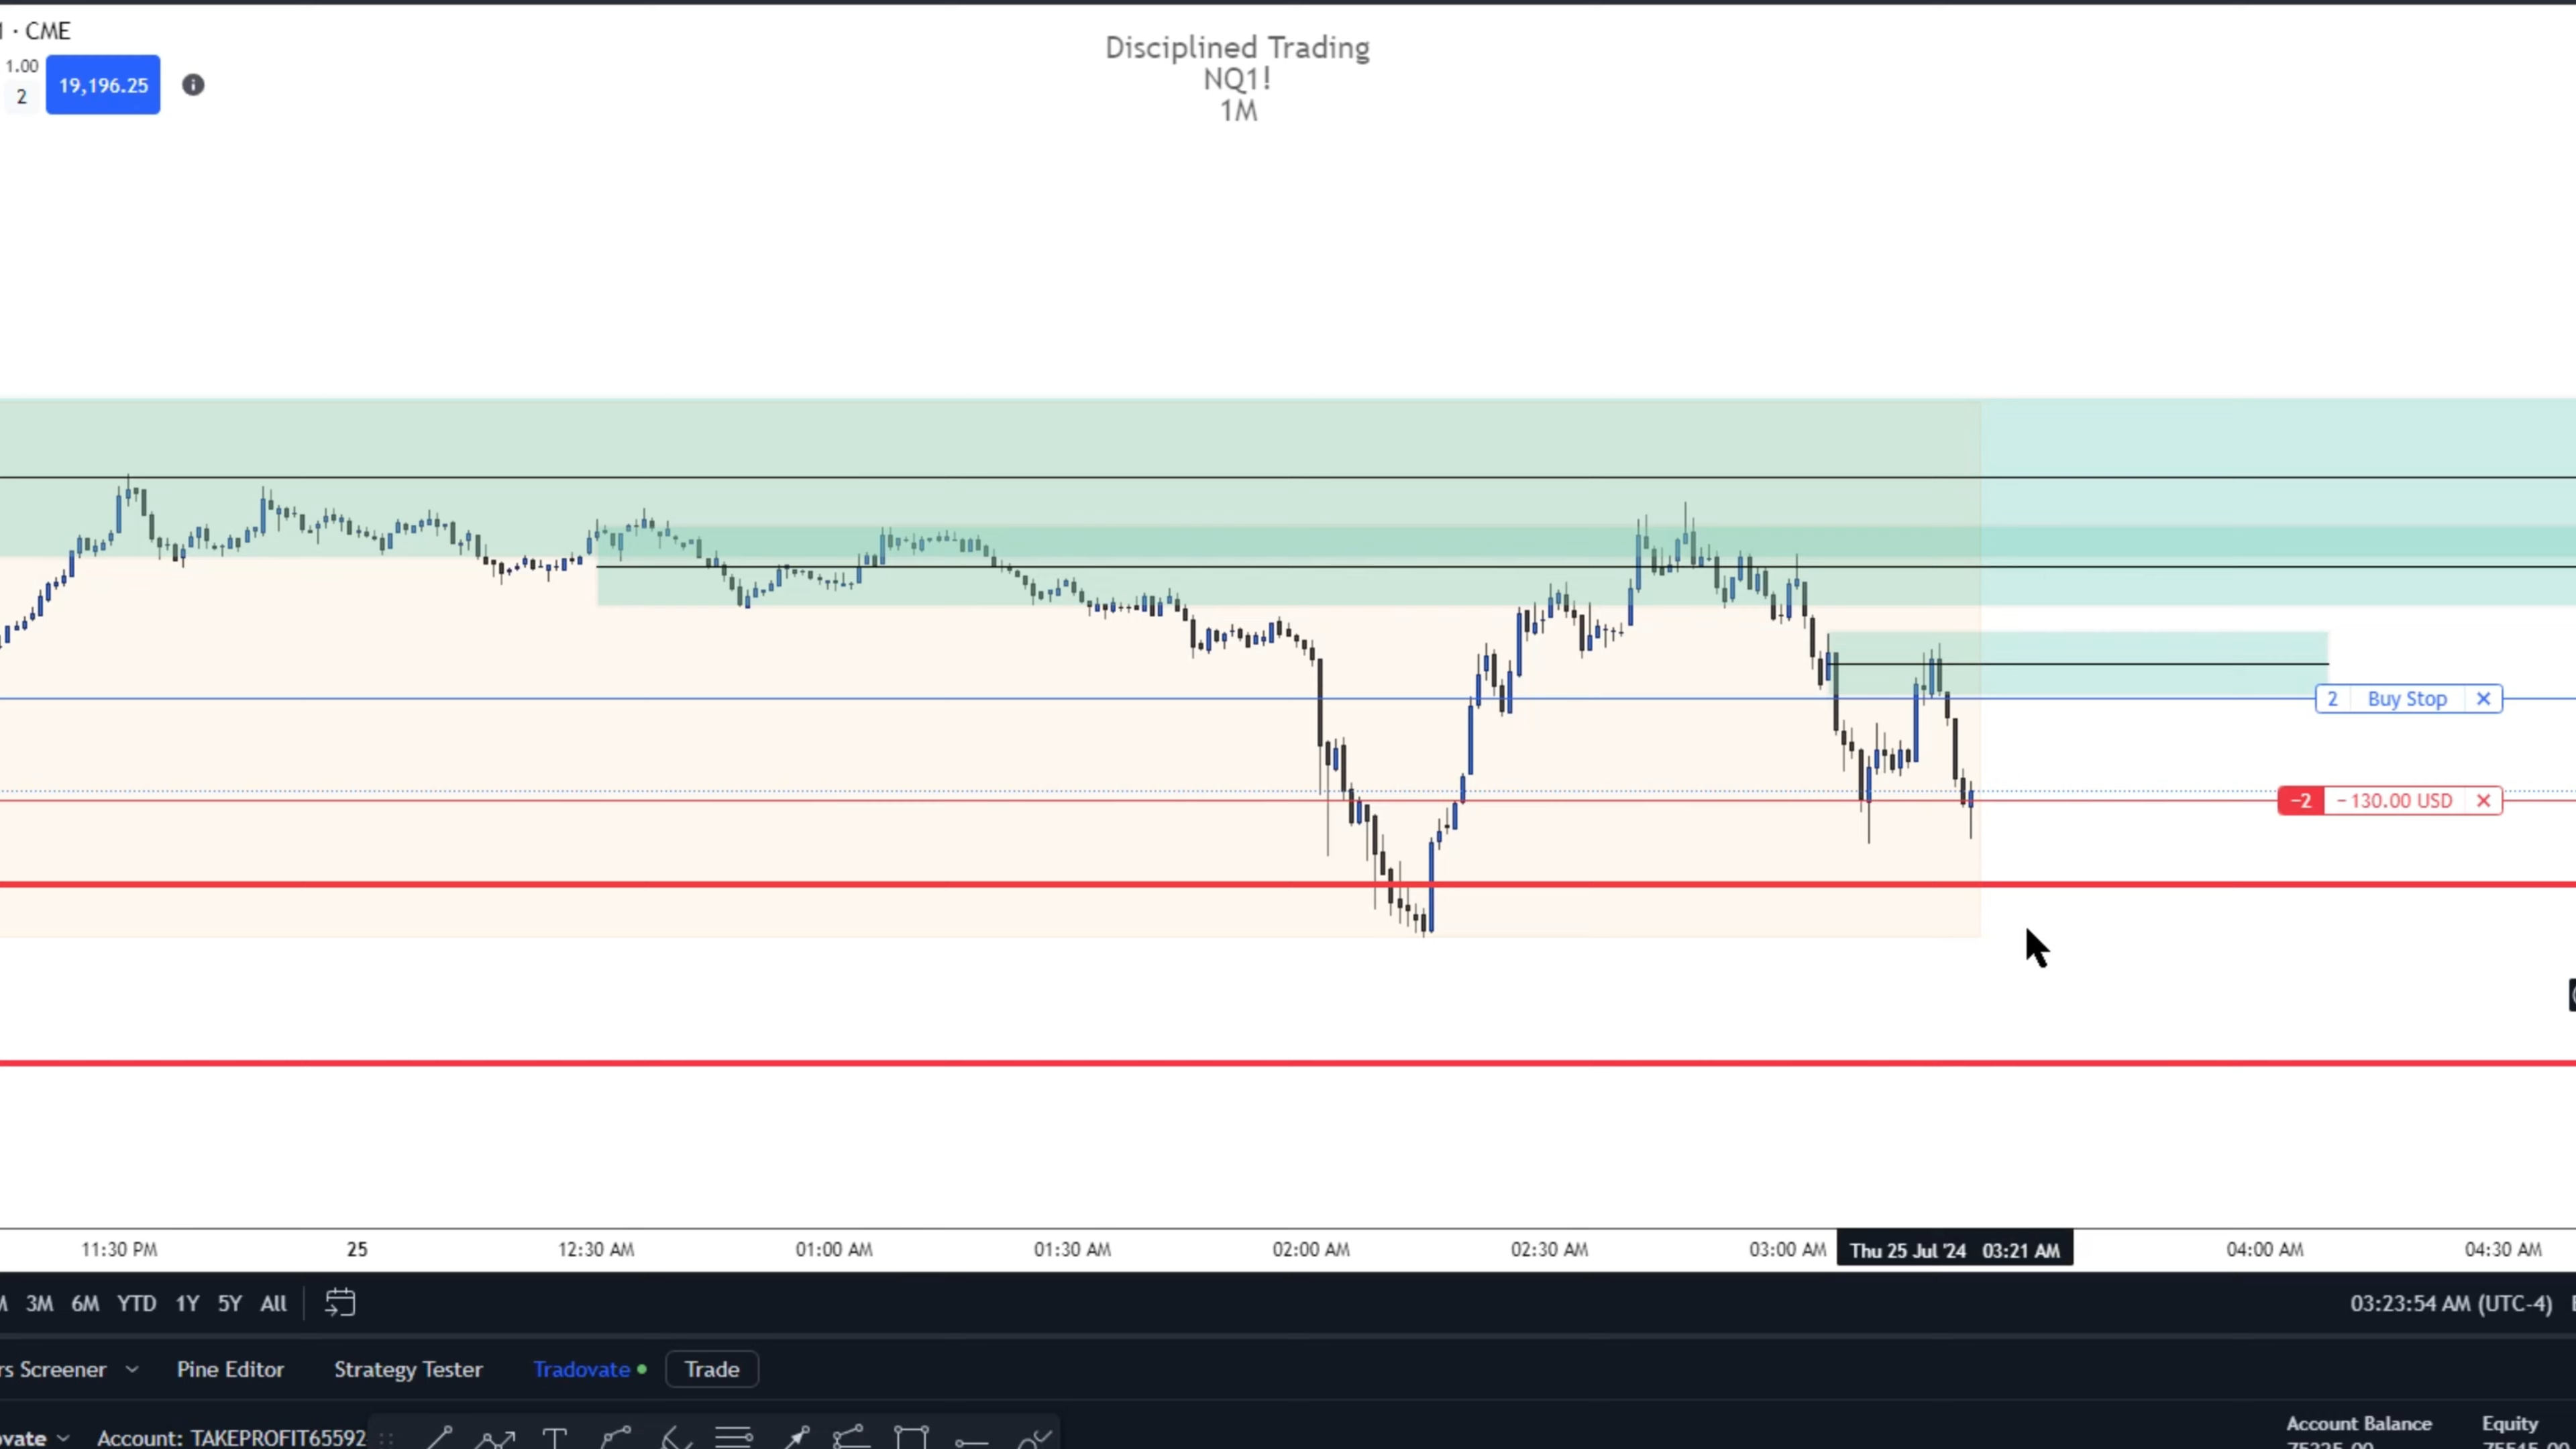 · CME
1.00
2
19,196.25
Disciplined Trading
NQ1!
1M
2 Buy Stop
−2 − 130.00 USD
11:30 PM 25 12:30 AM 01:00 AM 01:30 AM 02:00 AM 02:30 AM 03:00 AM Thu 25 Jul '24 03:21 AM 04:00 AM 04:30 AM
3M 6M YTD 1Y 5Y All
03:23:54 AM (UTC-4)
rs Screener Pine Editor Strategy Tester Tradovate Trade
ovate Account: TAKEPROFIT65592
Account Balance Equity